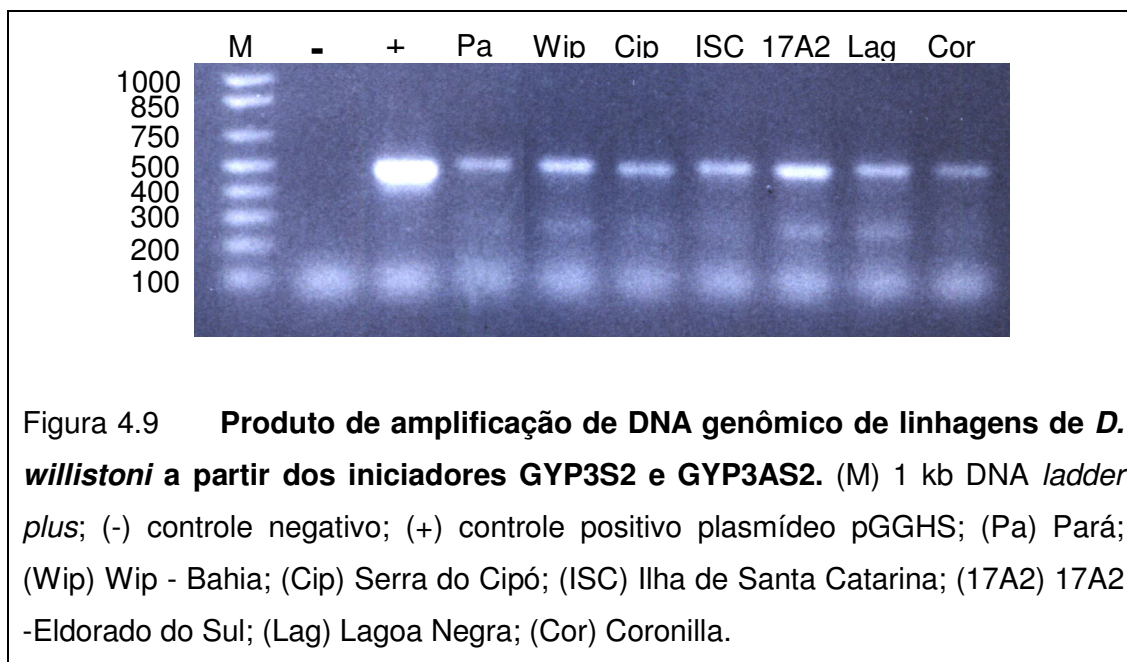 M - + Pa Wip Cip ISC 17A2 Lag Cor
1000
850
750
500
400
300
200
100
Figura 4.9 Produto de amplificação de DNA genômico de linhagens de D.
willistoni a partir dos iniciadores GYP3S2 e GYP3AS2. (M) 1 kb DNA ladder
plus; (-) controle negativo; (+) controle positivo plasmídeo pGGHS; (Pa) Pará;
(Wip) Wip - Bahia; (Cip) Serra do Cipó; (ISC) Ilha de Santa Catarina; (17A2) 17A2
-Eldorado do Sul; (Lag) Lagoa Negra; (Cor) Coronilla.